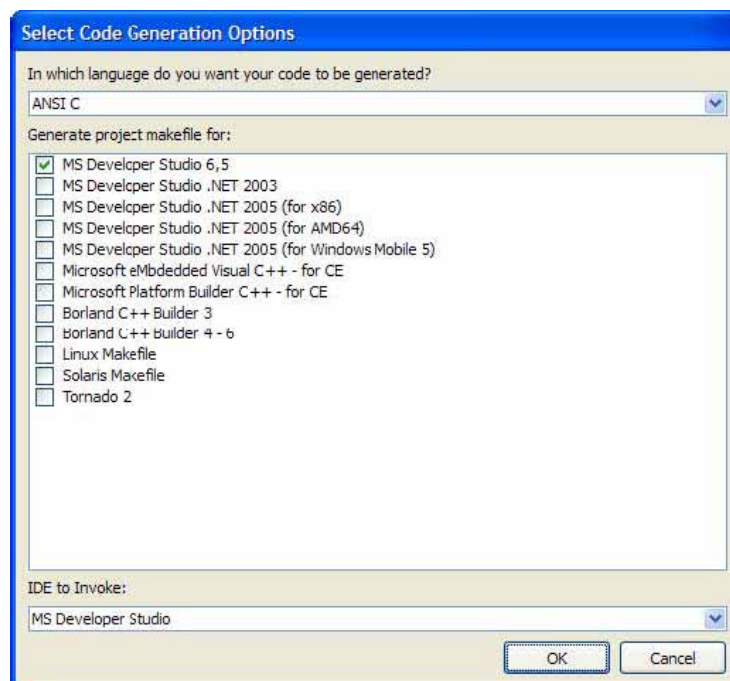 Select Code Generation Options
In which language do you want your code to be generated?
ANSI C
Generate project makefile for:
MS Develcper Studio 6,5
MS Develcper Studio .NET 2003
MS Develcper Studio .NET 2005 (for x86)
MS Develcper Studio .NET 2005 (for AMD64)
MS Develcper Studio .NET 2005 (for Windows Mobile 5)
Microsoft eMbdedded Visual C++ - for CE
Microsoft Platform Builder C++ - for CE
Borland C++ Builder 3
Borland C++ Builder 4 - 6
Linux Makefile
Solaris Makefile
Tornado 2
IDE to Invoke:
MS Developer Studio
OK
Cancel